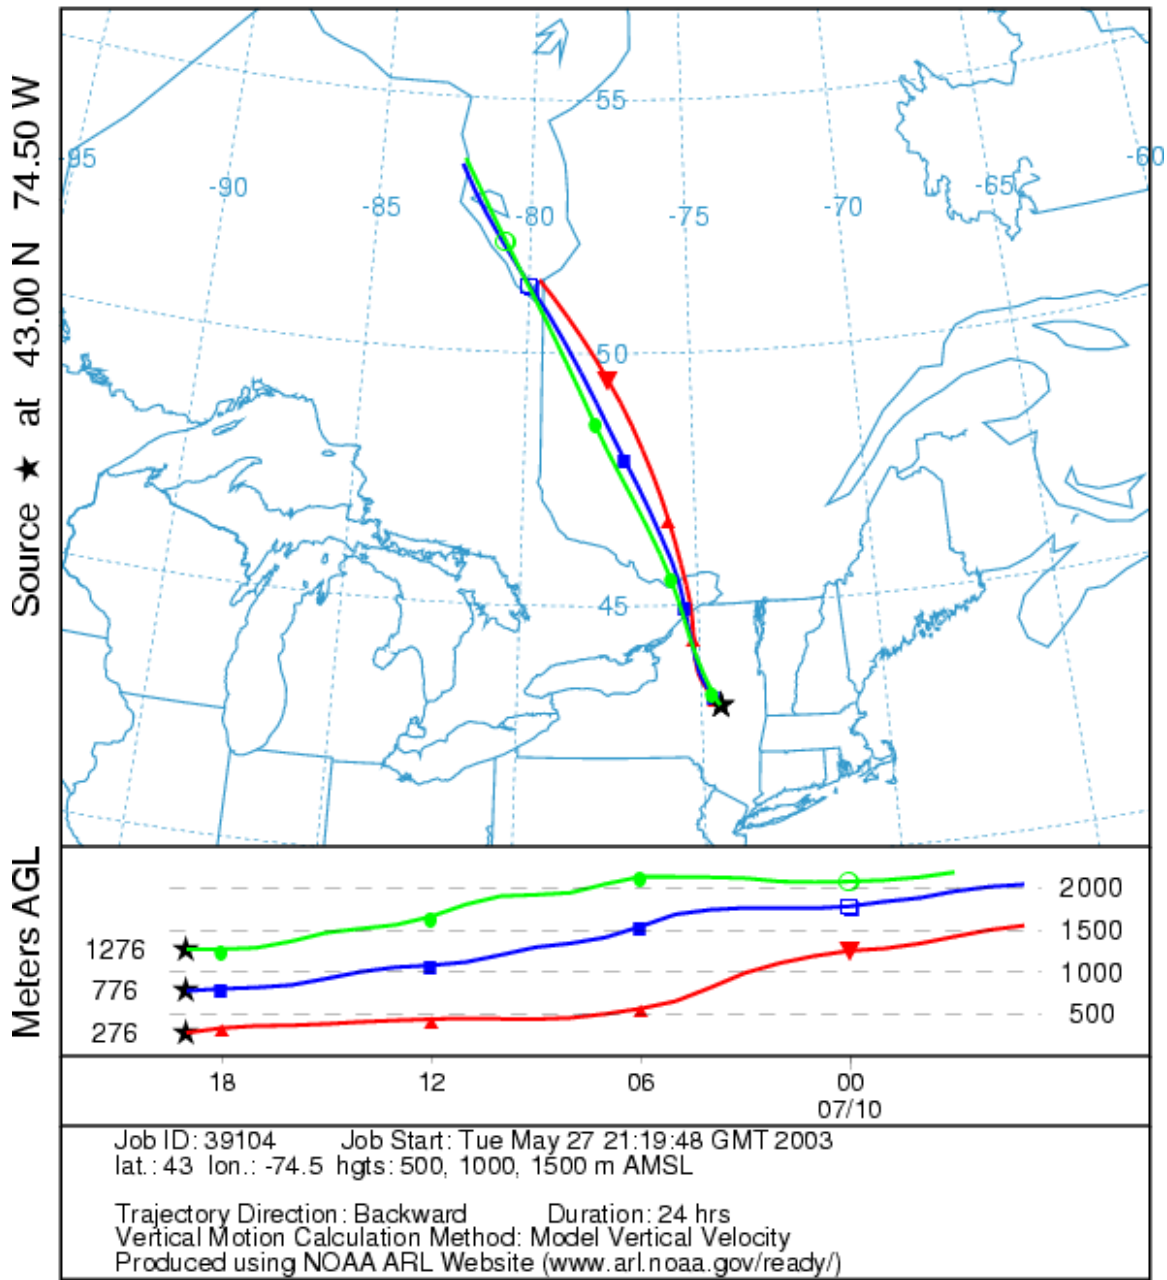 Source ★ at 43.00 N 74.50 W
55
-95
-90
-85
-80
-75
-70
-65
-60
50
45
Meters AGL
2000
1500
1276
1000
776
500
276
18 12 06 00
07/10
Job ID: 39104 Job Start: Tue May 27 21:19:48 GMT 2003
lat.: 43 lon.: -74.5 hgts: 500, 1000, 1500 m AMSL
Trajectory Direction: Backward Duration: 24 hrs
Vertical Motion Calculation Method: Model Vertical Velocity
Produced using NOAA ARL Website (www.arl.noaa.gov/ready/)